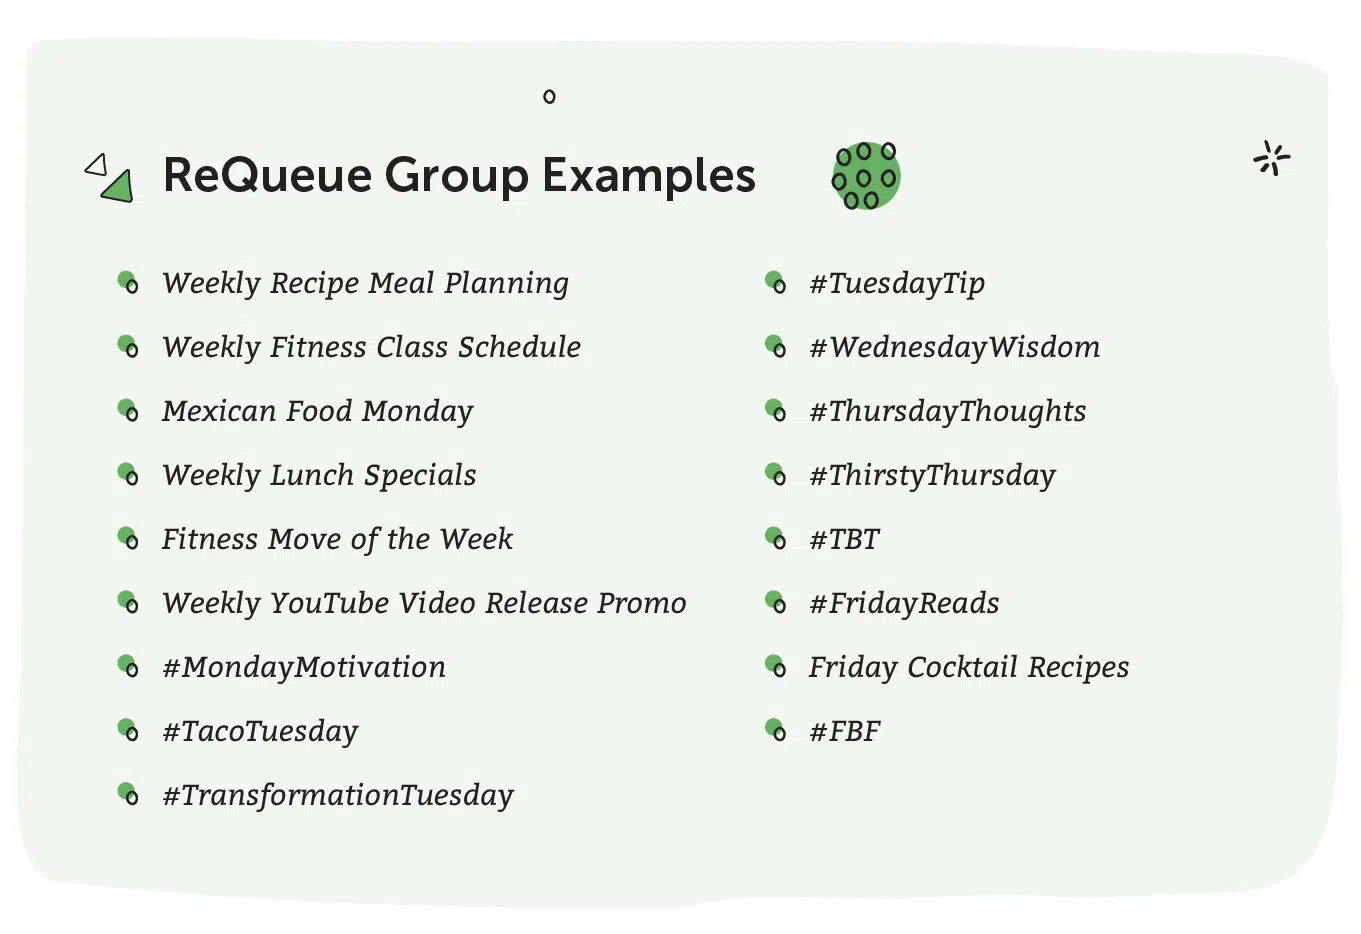 ReQueue Group Examples
Weekly Recipe Meal Planning
Weekly Fitness Class Schedule
Mexican Food Monday
Weekly Lunch Specials
Fitness Move of the Week
Weekly YouTube Video Release Promo
#MondayMotivation
#TacoTuesday
#TransformationTuesday
#TuesdayTip
#WednesdayWisdom
#ThursdayThoughts
#ThirstyThursday
#TBT
#FridayReads
Friday Cocktail Recipes
#FBF